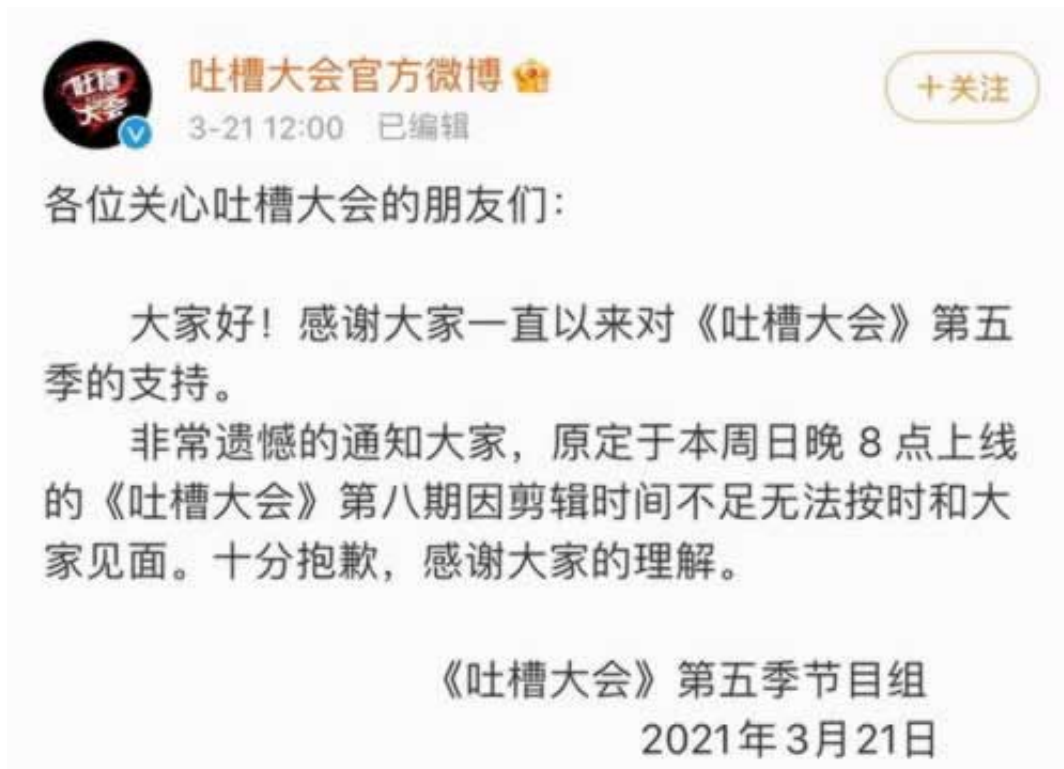 吐槽大会
吐槽大会官方微博
+关注
3-21 12:00 已编辑
各位关心吐槽大会的朋友们：
大家好！感谢大家一直以来对《吐槽大会》第五
季的支持。
非常遗憾的通知大家，原定于本周日晚 8 点上线
的《吐槽大会》第八期因剪辑时间不足无法按时和大
家见面。十分抱歉，感谢大家的理解。
《吐槽大会》第五季节目组
2021年3月21日